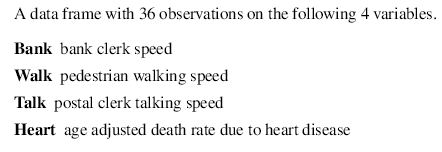 A data frame with 36 observations on the following 4 variables.
Bank bank clerk speed
Walk pedestrian walking speed
Talk postal clerk talking speed
Heart age adjusted death rate due to heart disease